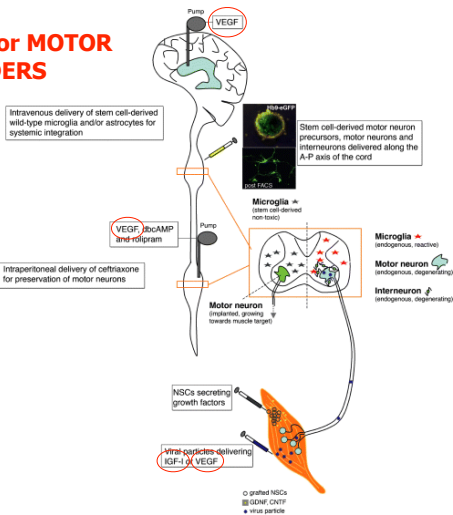 Pump
VEGF
or MOTOR
DERS
Intravenous delivery of stem cell-derived
wild-type microglia and/or astrocytes for
systemic integration
Hb9-eGFP
post FACS
Stem cell-derived motor neuron
precursors, motor neurons and
interneurons delivered along the
A-P axis of the cord
Microglia
(stem cell-derived
non-toxic)
VEGF, dbcAMP
and rolipram
Pump
Intraperitoneal delivery of ceftriaxone
for preservation of motor neurons
Microglia
(endogenous, reactive)
Motor neuron
(endogenous, degenerating)
Interneuron
(endogenous, degenerating)
Motor neuron
(implanted, growing
towards muscle target)
NSCs secreting
growth factors
Viral particles delivering
IGF-I or VEGF
grafted NSCs
GDNF, CNTF
virus particle